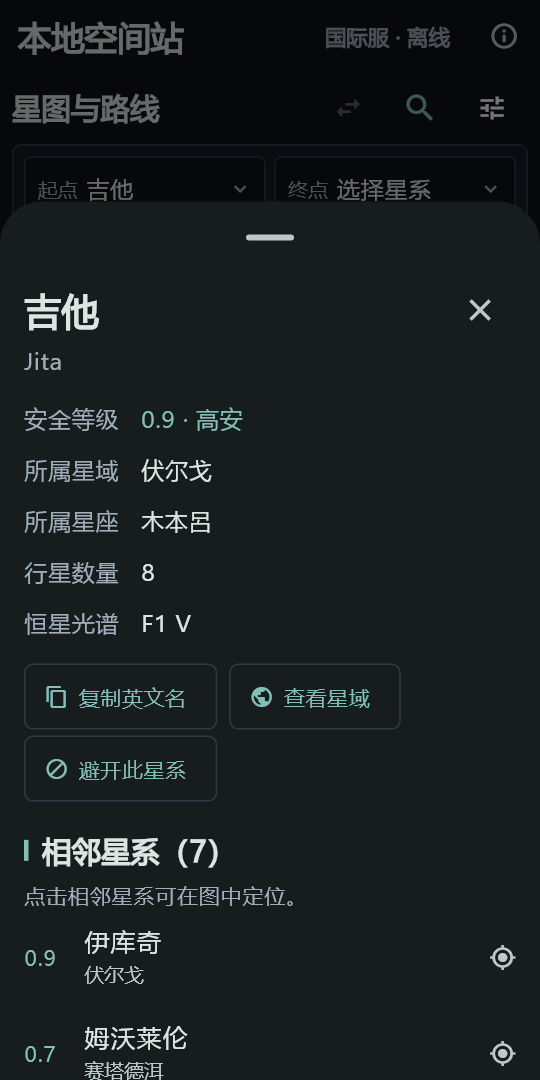 本地空间站
国际服 · 离线
星图与路线
起点 吉他
终点 选择星系
吉他
Jita
安全等级 0.9 · 高安
所属星域 伏尔戈
所属星座 木本呂
行星数量 8
恒星光谱 F1 V
复制英文名
查看星域
避开此星系
相邻星系（7）
点击相邻星系可在图中定位。
0.9 伊库奇
伏尔戈
0.7 姆沃莱伦
赛塔德洱